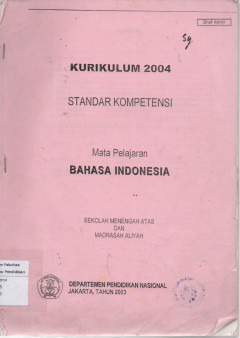 KURIKULUM 2004
STANDAR KOMPETENSI
Mata Pelajaran
BAHASA INDONESIA
SEKOLAH MENENGAH ATAS
DAN
MADRASAH ALIYAH
DEPARTEMEN PENDIDIKAN NASIONAL
JAKARTA, TAHUN 2003